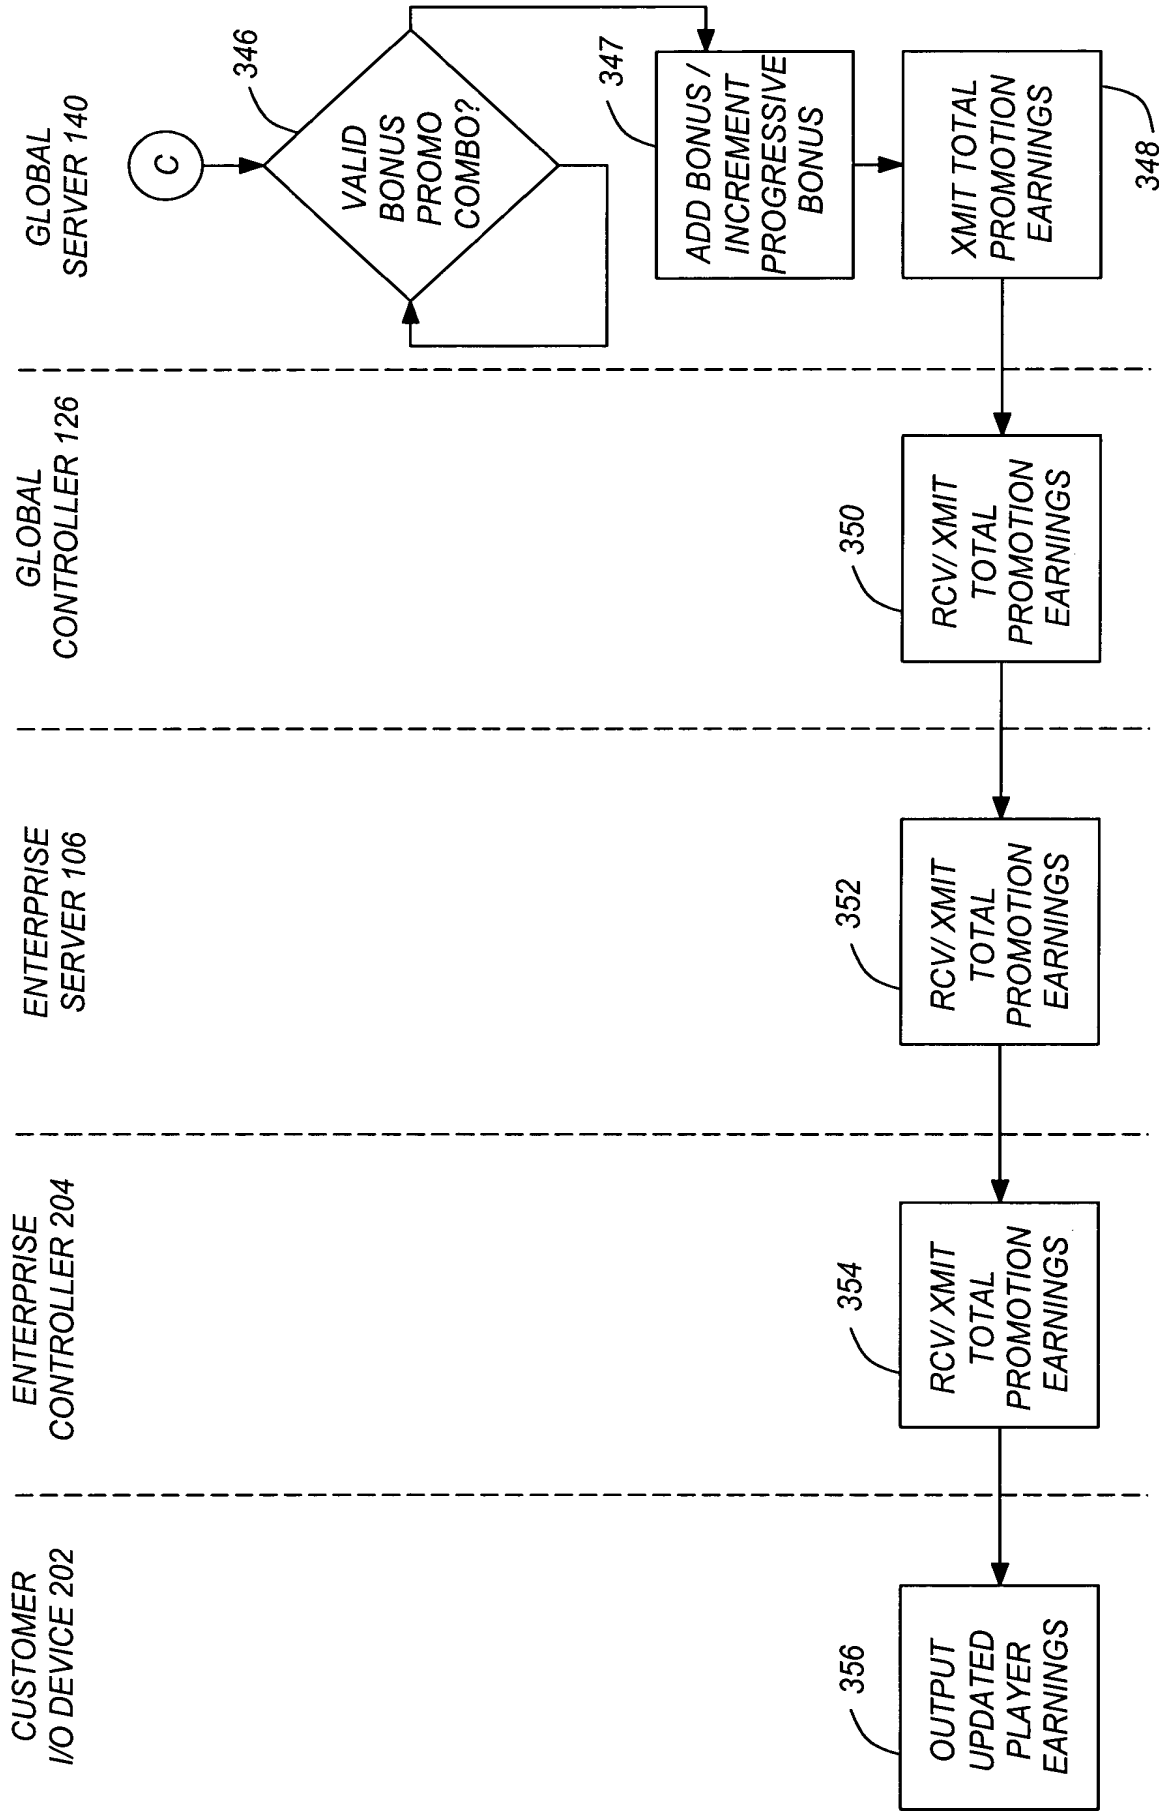 CUSTOMER
I/O DEVICE 202
ENTERPRISE
CONTROLLER 204
ENTERPRISE
SERVER 106
GLOBAL
CONTROLLER 126
GLOBAL
SERVER 140
C
346
VALID
BONUS
PROMO
COMBO?
347
ADD BONUS /
INCREMENT
PROGRESSIVE
BONUS
XMIT TOTAL
PROMOTION
EARNINGS
348
350
RCV/ XMIT
TOTAL
PROMOTION
EARNINGS
352
RCV/ XMIT
TOTAL
PROMOTION
EARNINGS
354
RCV/ XMIT
TOTAL
PROMOTION
EARNINGS
356
OUTPUT
UPDATED
PLAYER
EARNINGS